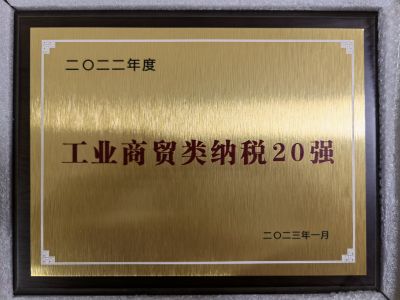 二〇二二年度
工业商贸类纳税20强
二〇二三年一月